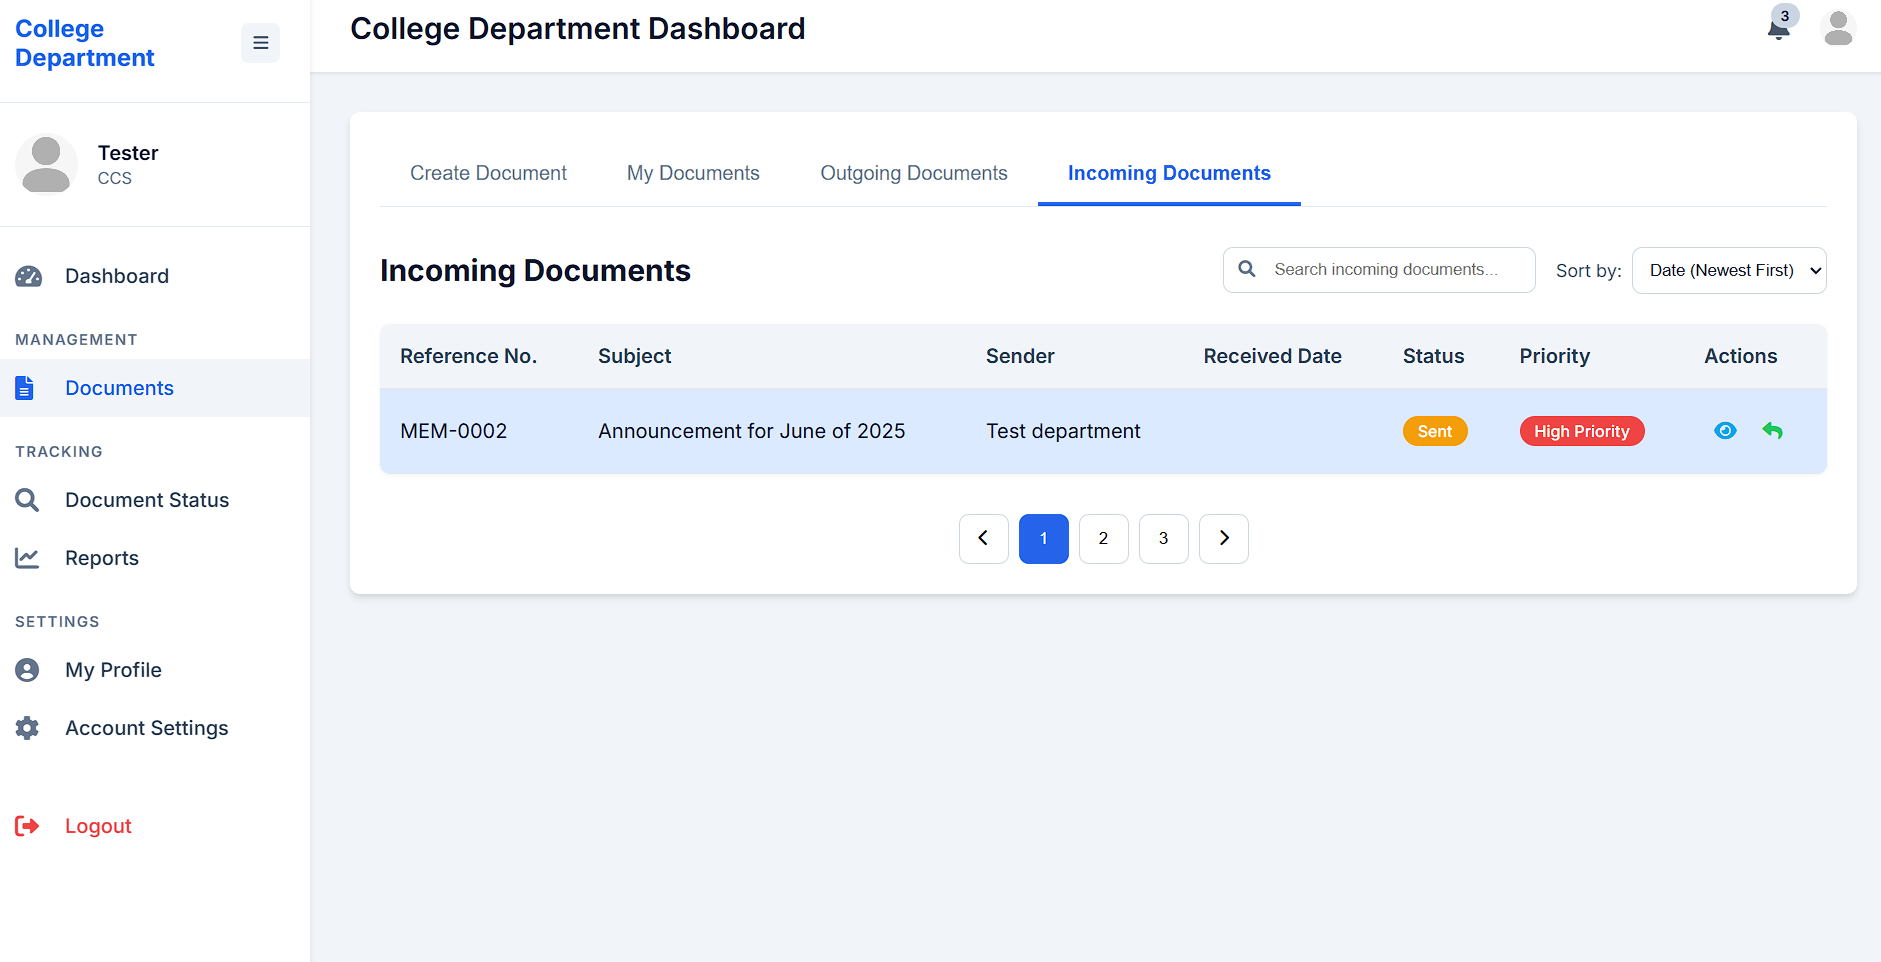 College
Department
College Department Dashboard
3
Tester
CCS
Dashboard
MANAGEMENT
Documents
TRACKING
Document Status
Reports
SETTINGS
My Profile
Account Settings
Logout
Create Document My Documents Outgoing Documents Incoming Documents
Incoming Documents
Search incoming documents...
Sort by: Date (Newest First)
Reference No. Subject Sender Received Date Status Priority Actions
MEM-0002 Announcement for June of 2025 Test department Sent High Priority
1 2 3